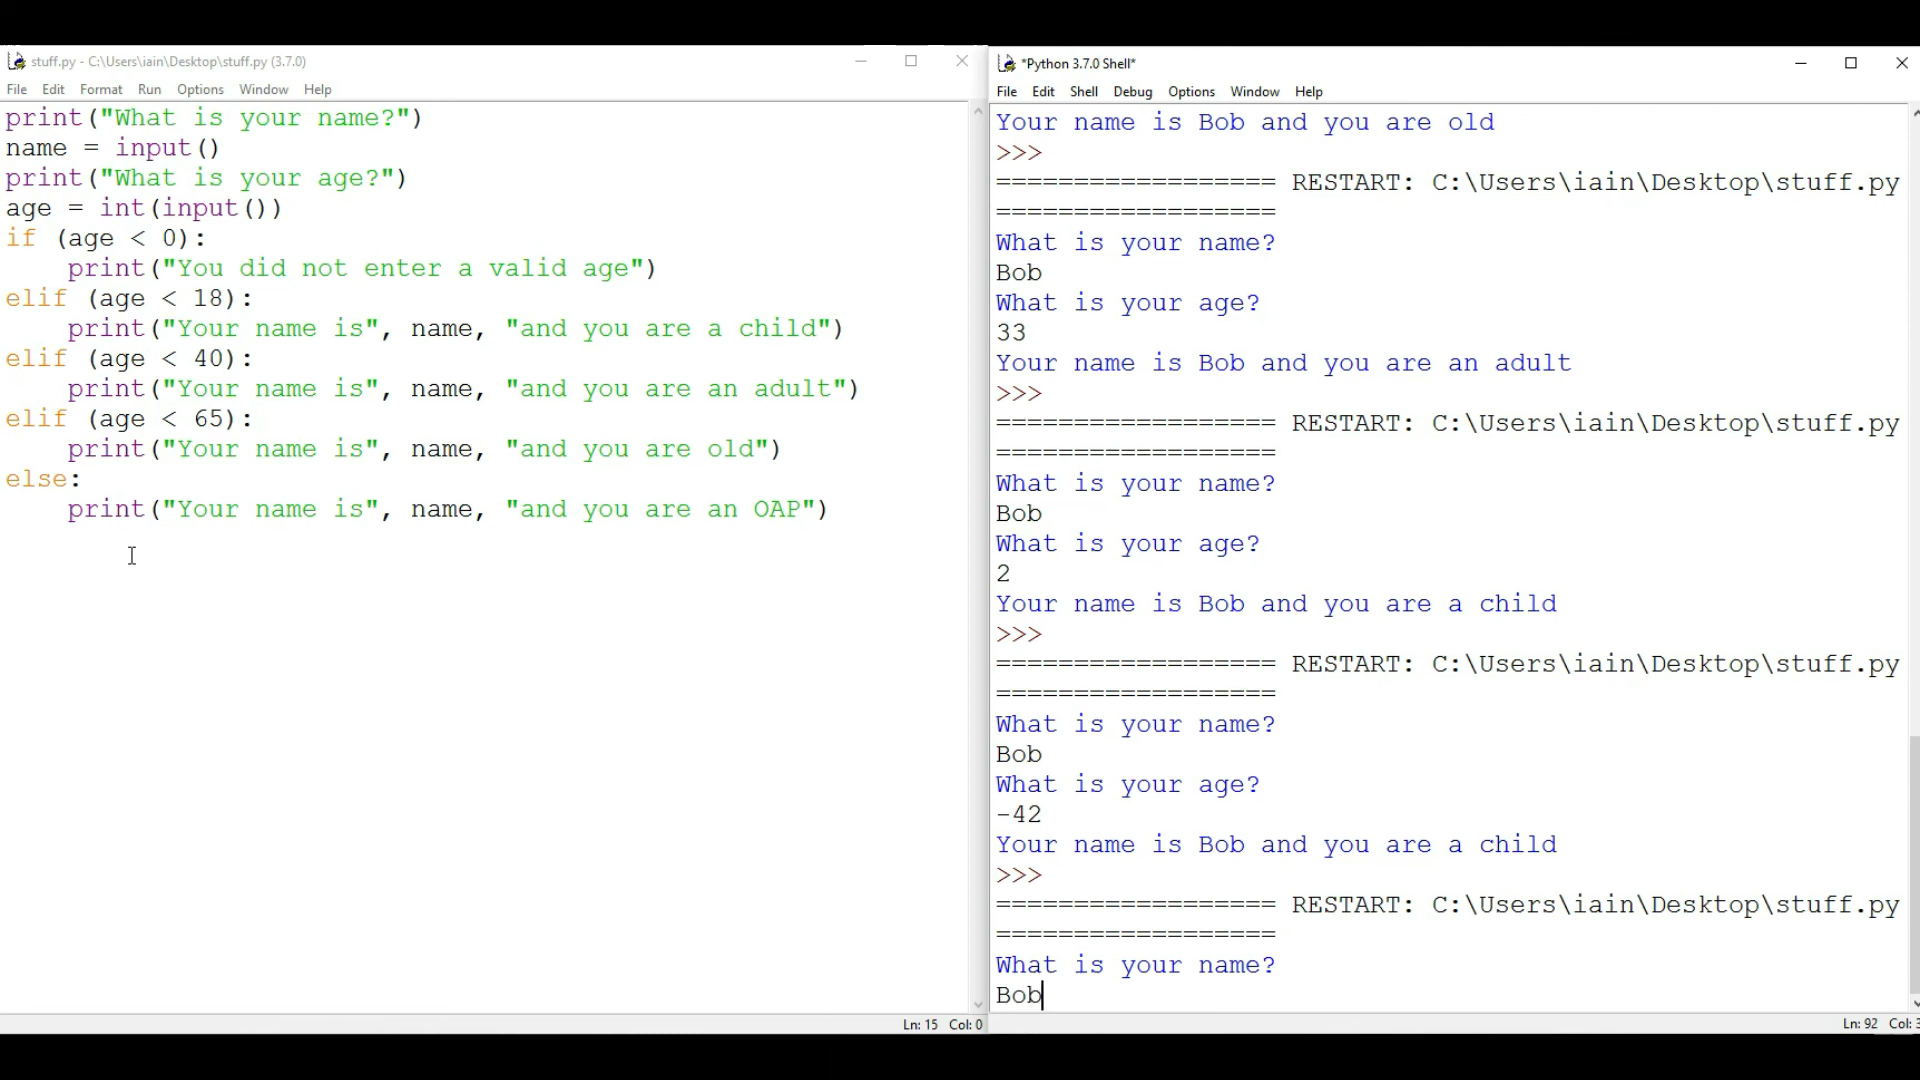 stuff.py - C:\Users\iain\Desktop\stuff.py (3.7.0)
File Edit Format Run Options Window Help
print("What is your name?")
name = input()
print("What is your age?")
age = int(input())
if (age < 0):
    print("You did not enter a valid age")
elif (age < 18):
    print("Your name is", name, "and you are a child")
elif (age < 40):
    print("Your name is", name, "and you are an adult")
elif (age < 65):
    print("Your name is", name, "and you are old")
else:
    print("Your name is", name, "and you are an OAP")
Ln: 15 Col: 0
*Python 3.7.0 Shell*
File Edit Shell Debug Options Window Help
Your name is Bob and you are old
>>>
================== RESTART: C:\Users\iain\Desktop\stuff.py
==================
What is your name?
Bob
What is your age?
33
Your name is Bob and you are an adult
>>>
================== RESTART: C:\Users\iain\Desktop\stuff.py
==================
What is your name?
Bob
What is your age?
2
Your name is Bob and you are a child
>>>
================== RESTART: C:\Users\iain\Desktop\stuff.py
==================
What is your name?
Bob
What is your age?
-42
Your name is Bob and you are a child
>>>
================== RESTART: C:\Users\iain\Desktop\stuff.py
==================
What is your name?
Bob
Ln: 92 Col: 3